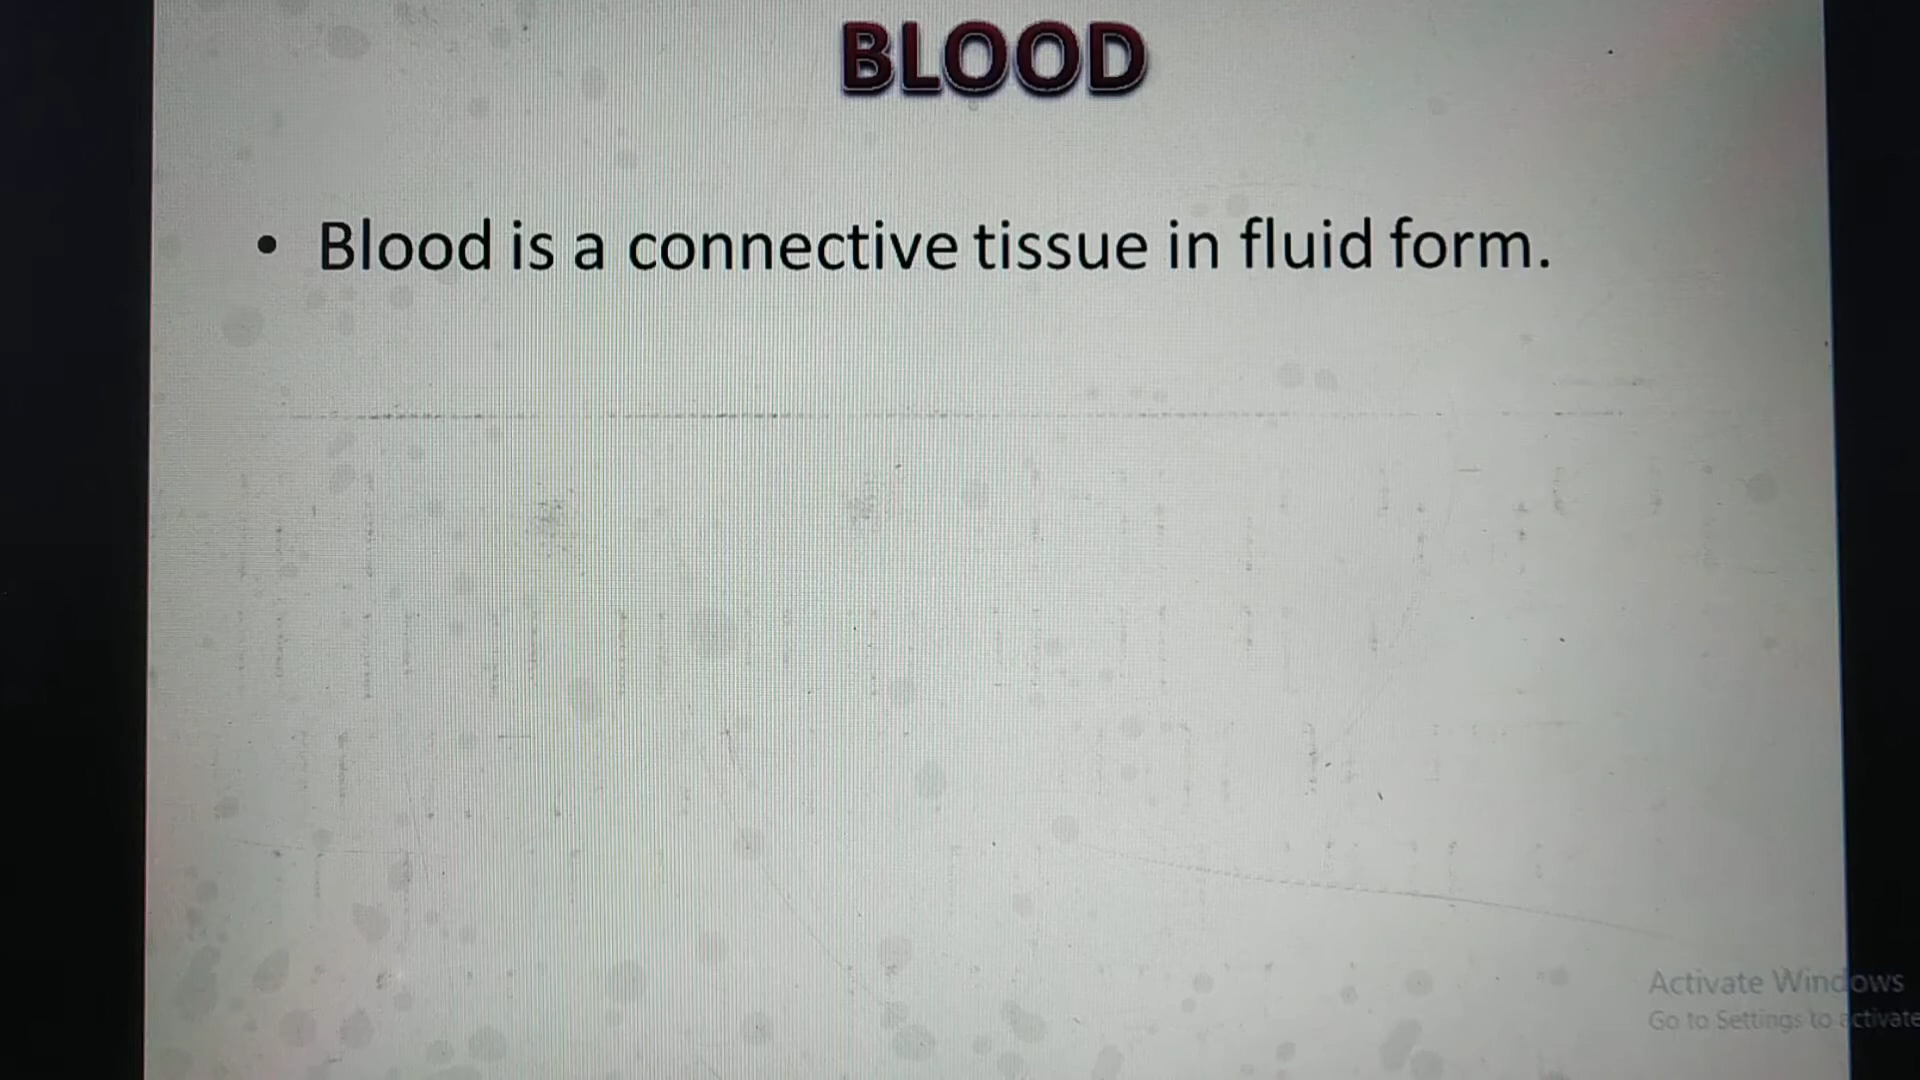 BLOOD
• Blood is a connective tissue in fluid form.
Activate Windows
Go to Settings to activate